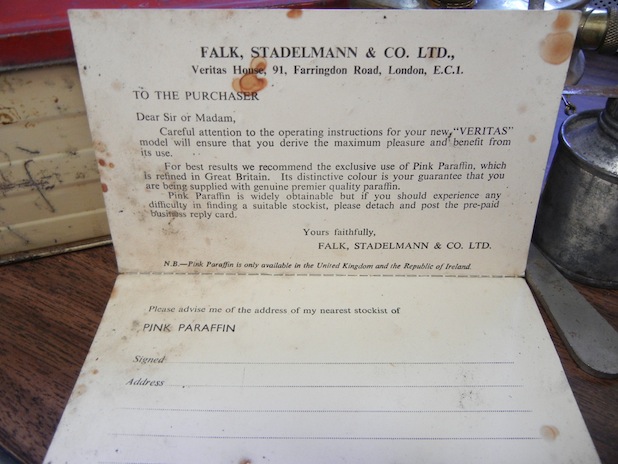 FALK, STADELMANN & CO. LTD.,
Veritas House, 91, Farringdon Road, London, E.C.1.
TO THE PURCHASER
Dear Sir or Madam,
Careful attention to the operating instructions for your new "VERITAS"
model will ensure that you derive the maximum pleasure and benefit from
its use.
For best results we recommend the exclusive use of Pink Paraffin, which
is refined in Great Britain. Its distinctive colour is your guarantee that you
are being supplied with genuine premier quality paraffin.
Pink Paraffin is widely obtainable but if you should experience any
difficulty in finding a suitable stockist, please detach and post the pre-paid
business reply card.
Yours faithfully,
FALK, STADELMANN & CO. LTD.
N.B.—Pink Paraffin is only available in the United Kingdom and the Republic of Ireland.
Please advise me of the address of my nearest stockist of
PINK PARAFFIN
Signed
Address